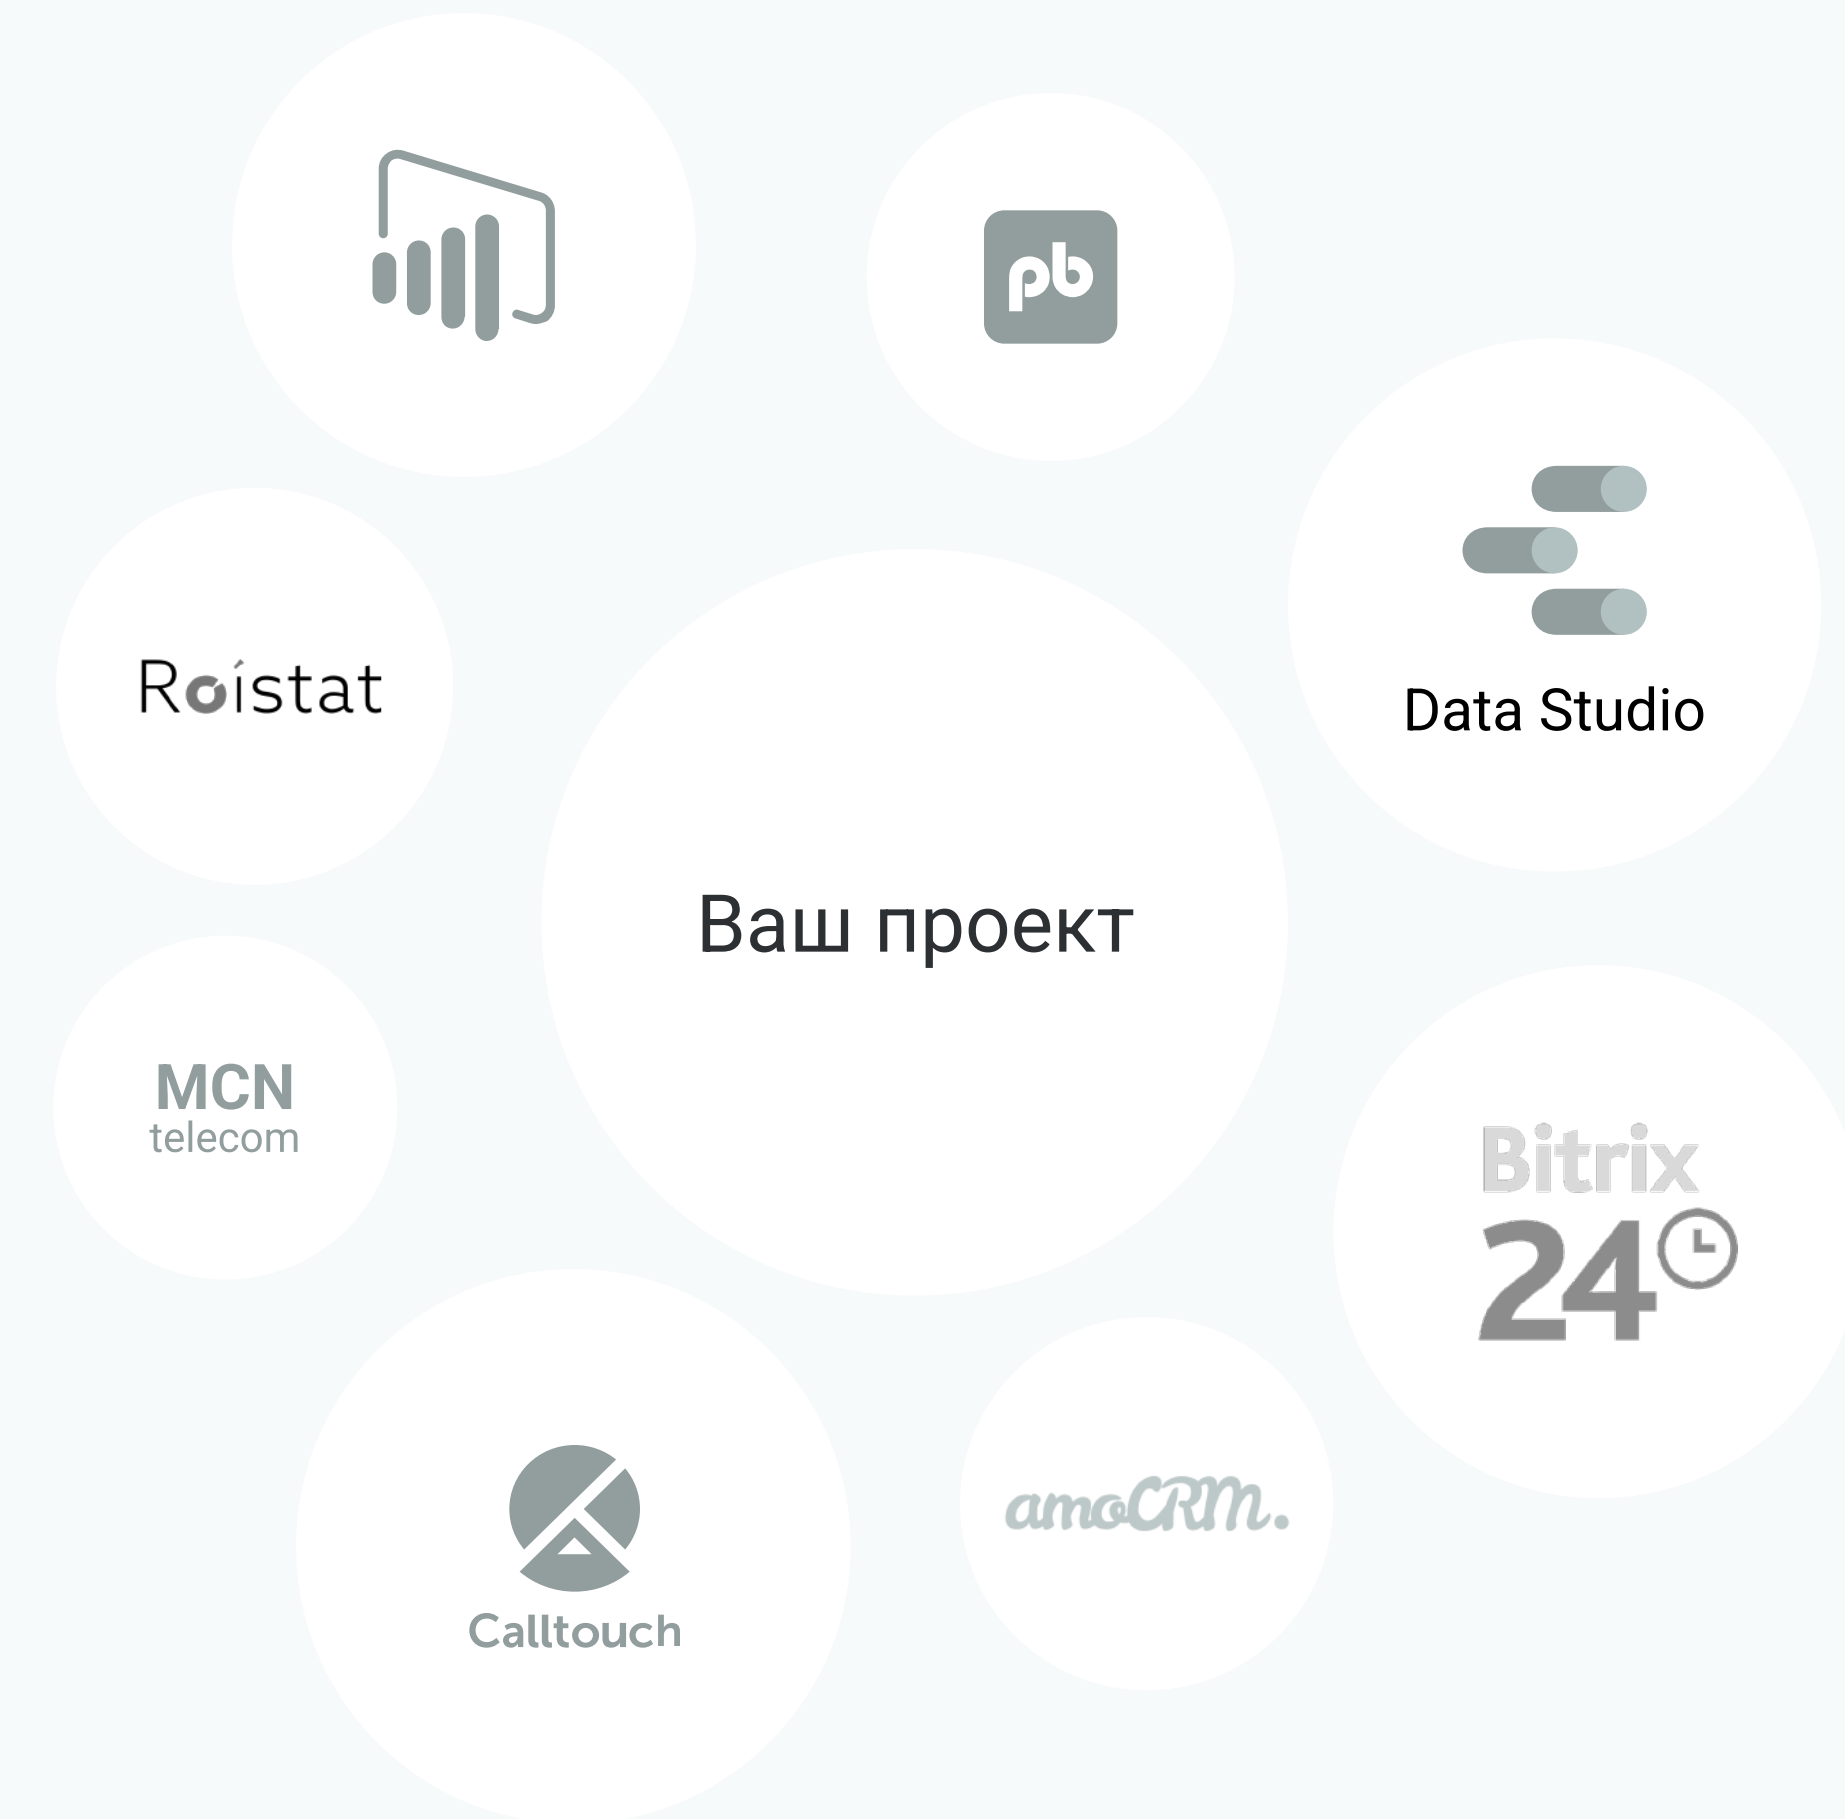 pb
Data Studio
Roistat
Ваш проект
MCN
telecom
Bitrix
24
amoCRM.
Calltouch